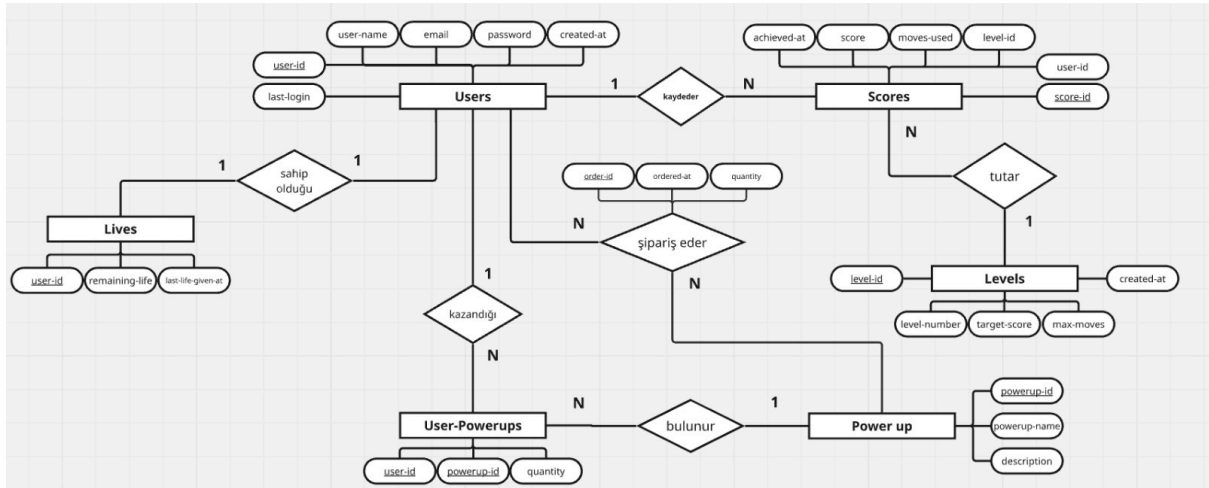 user-name
email
password
created-at
user-id
last-login
Users
1
kaydeder
N
achieved-at
score
moves-used
level-id
user-id
score-id
Scores
1
sahip
olduğu
1
Lives
user-id
remaining-life
last-life-given-at
order-id
ordered-at
quantity
N
şipariş eder
N
N
tutar
1
level-id
Levels
created-at
level-number
target-score
max-moves
1
kazandığı
N
User-Powerups
user-id
powerup-id
quantity
N
bulunur
1
Power up
powerup-id
powerup-name
description